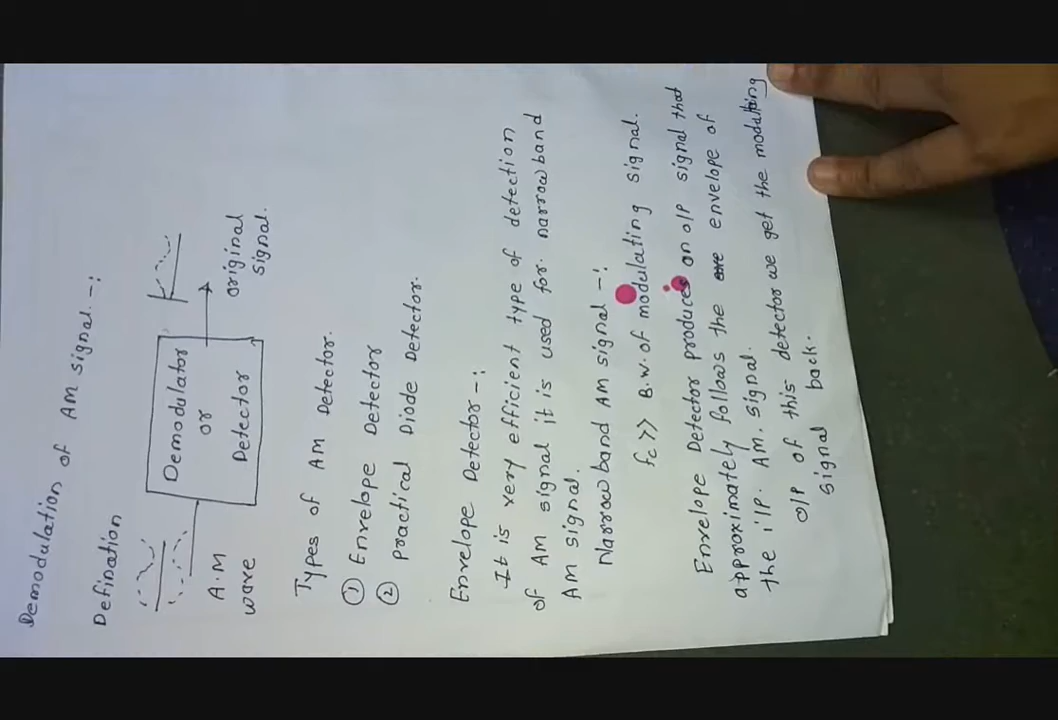 Demodulation of AM signal -:
Defination
A.M
wave
Demodulator
or
Detector
original
signal.
Types of AM Detector.
① Envelope Detector
② practical Diode Detector.
Envelope Detector -:
It is very efficient type of detection
of AM signal it is used for narrowband
AM signal.
Narrow band AM signal -:
fc >> B.W. of modulating signal.
Envelope Detector produces an o/p signal that
approximately follows the envelope of
the i/p. Am. signal.
o/p of this detector we get the modulating
signal back.